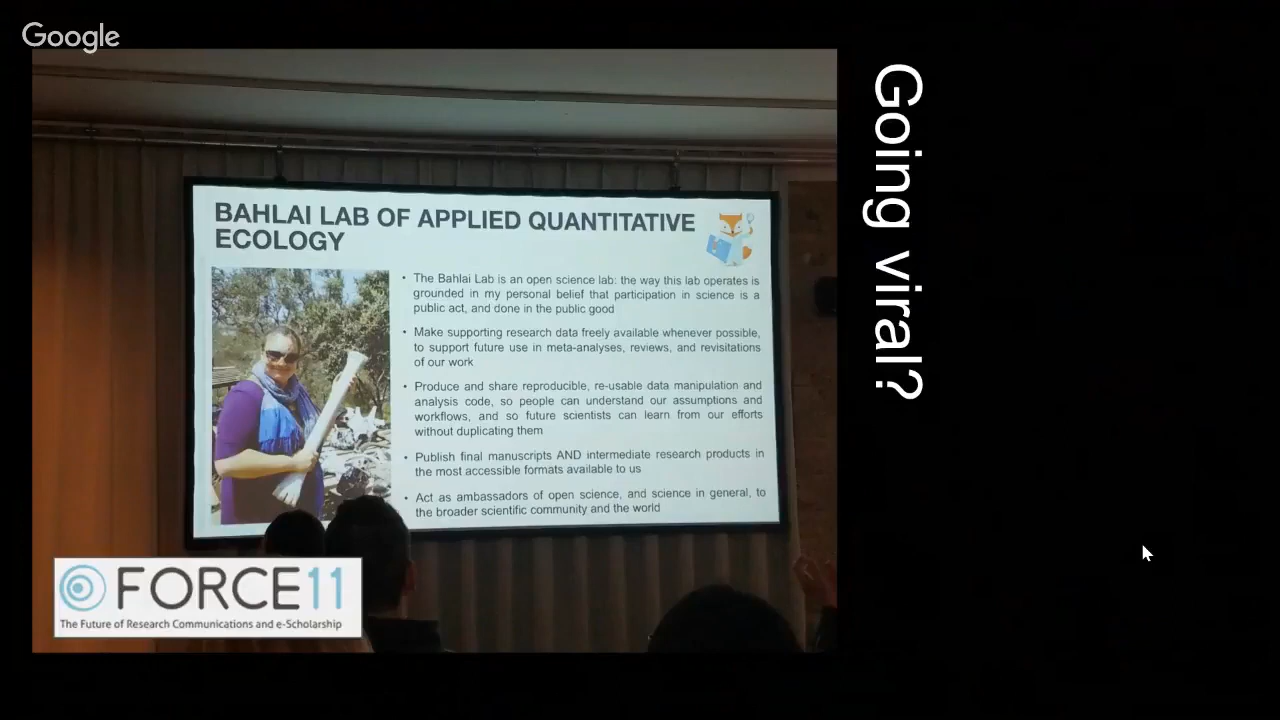 Google
Going viral?
BAHLAI LAB OF APPLIED QUANTITATIVE
ECOLOGY
• The Bahlai Lab is an open science lab: the way this lab operates is
grounded in my personal belief that participation in science is a
public act, and done in the public good
• Make supporting research data freely available whenever possible,
to support future use in meta-analyses, reviews, and revisitations
of our work
• Produce and share reproducible, re-usable data manipulation and
analysis code, so people can understand our assumptions and
workflows, and so future scientists can learn from our efforts
without duplicating them
• Publish final manuscripts AND intermediate research products in
the most accessible formats available to us
• Act as ambassadors of open science, and science in general, to
the broader scientific community and the world
FORCE11
The Future of Research Communications and e-Scholarship